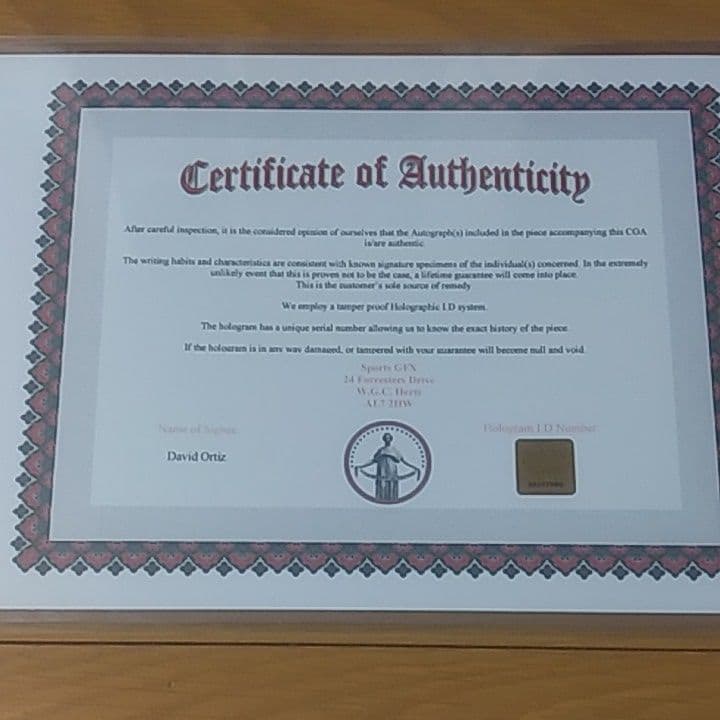 Certificate of Authenticity
After careful inspection, it is the considered opinion of ourselves that the Autograph(s) included in the piece accompanying this COA
is/are authentic
The writing habits and characteristics are consistent with known signature specimens of the individual(s) concerned. In the extremely
unlikely event that this is proven not to be the case, a lifetime guarantee will come into place.
This is the customer's sole source of remedy
We employ a tamper proof Holographic I.D system.
The hologram has a unique serial number allowing us to know the exact history of the piece
If the hologram is in any way damaged, or tampered with your guarantee will become null and void.
Sports GFX
24 Forresters Drive
W.G.C. Herts
AL7 2HW
Name of Signee
Hologram I.D Number
David Ortiz